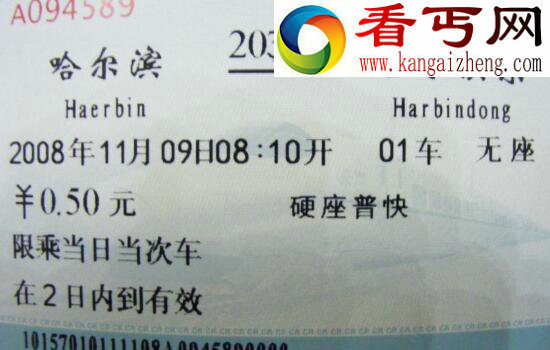 A094589
看丐网
www.kangaizheng.com
哈尔滨 203
Haerbin Harbindong
2008年11月09日08:10开 01车 无座
¥0.50元 硬座普快
限乘当日当次车
在2日内到有效